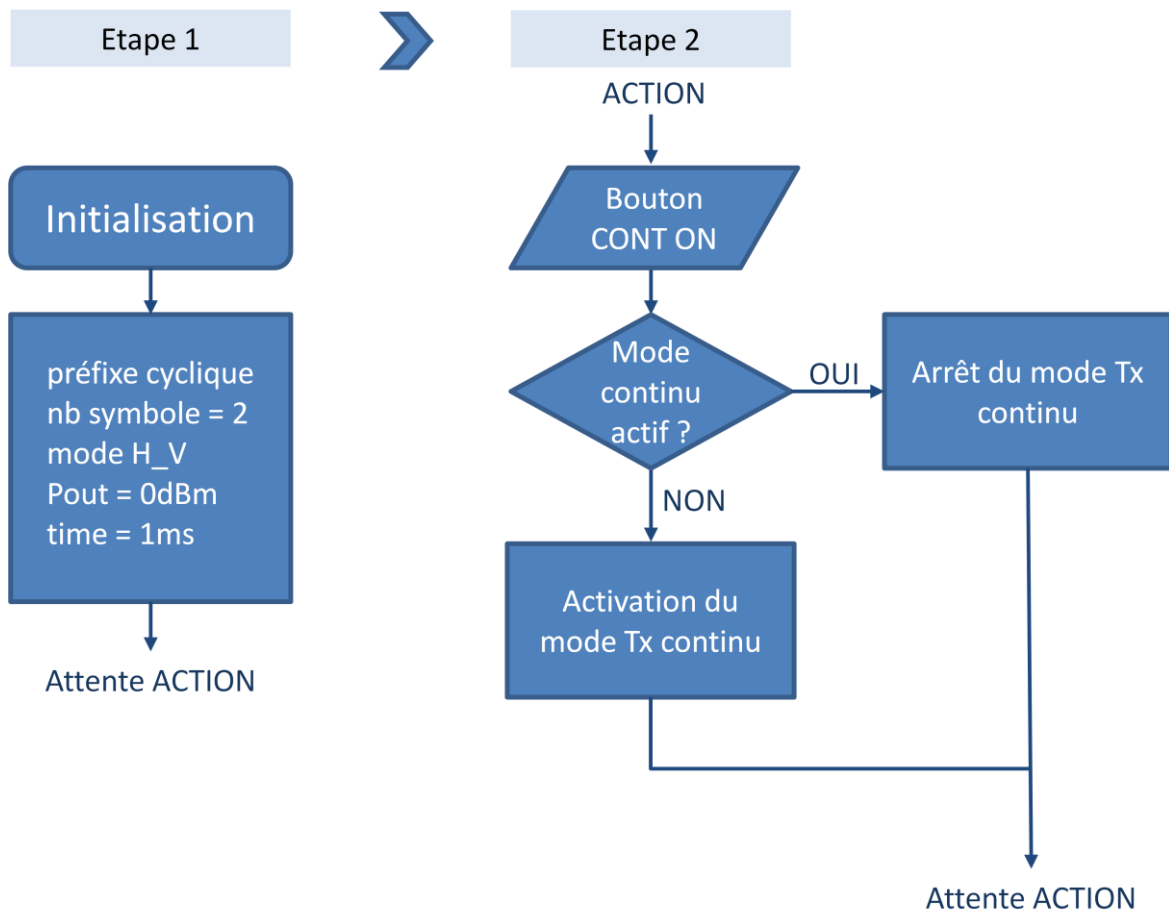 Etape 1
Initialisation
préfixe cyclique
nb symbole = 2
mode H_V
Pout = 0dBm
time = 1ms
Attente ACTION
Etape 2
ACTION
Bouton
CONT ON
Mode
continu
actif ?
OUI
Arrêt du mode Tx
continu
NON
Activation du
mode Tx continu
Attente ACTION